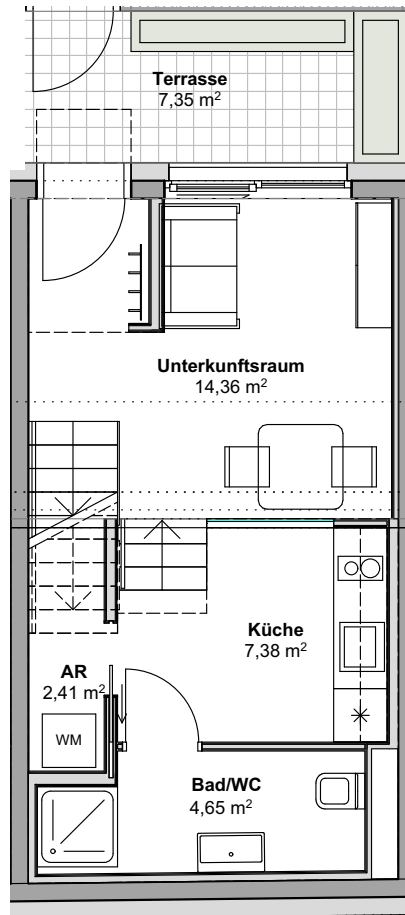 Terrasse
7,35 m²
Unterkunftsraum
14,36 m²
Küche
7,38 m²
AR
2,41 m²
WM
Bad/WC
4,65 m²